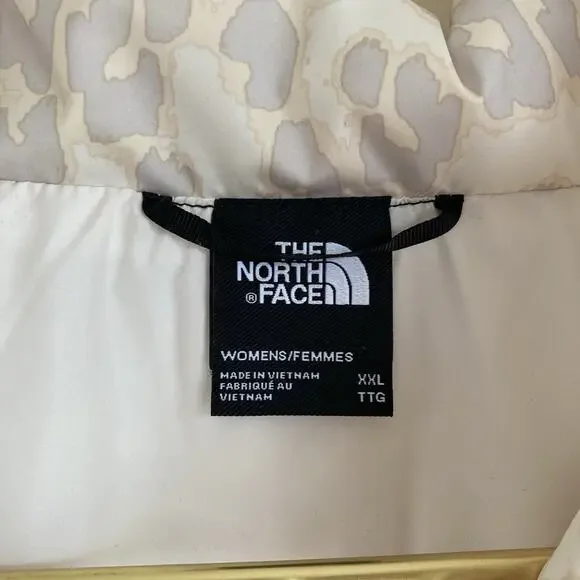 THE
NORTH
® FACE
WOMENS/FEMMES
MADE IN VIETNAM XXL
FABRIQUÉ AU TTG
VIETNAM